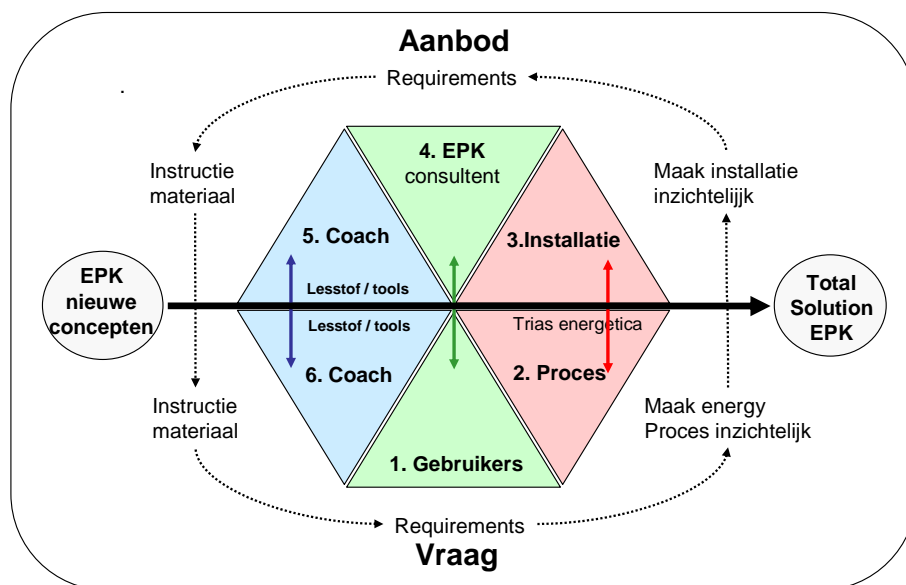 Aanbod
Requirements
4. EPK
consultent
Instructie
materiaal
Maak installatie
inzichtelijjk
5. Coach
3.Installatie
EPK
nieuwe
concepten
Lesstof / tools
Lesstof / tools
Trias energetica
Total
Solution
EPK
6. Coach
2. Proces
Instructie
materiaal
Maak energy
Proces inzichtelijk
1. Gebruikers
Requirements
Vraag